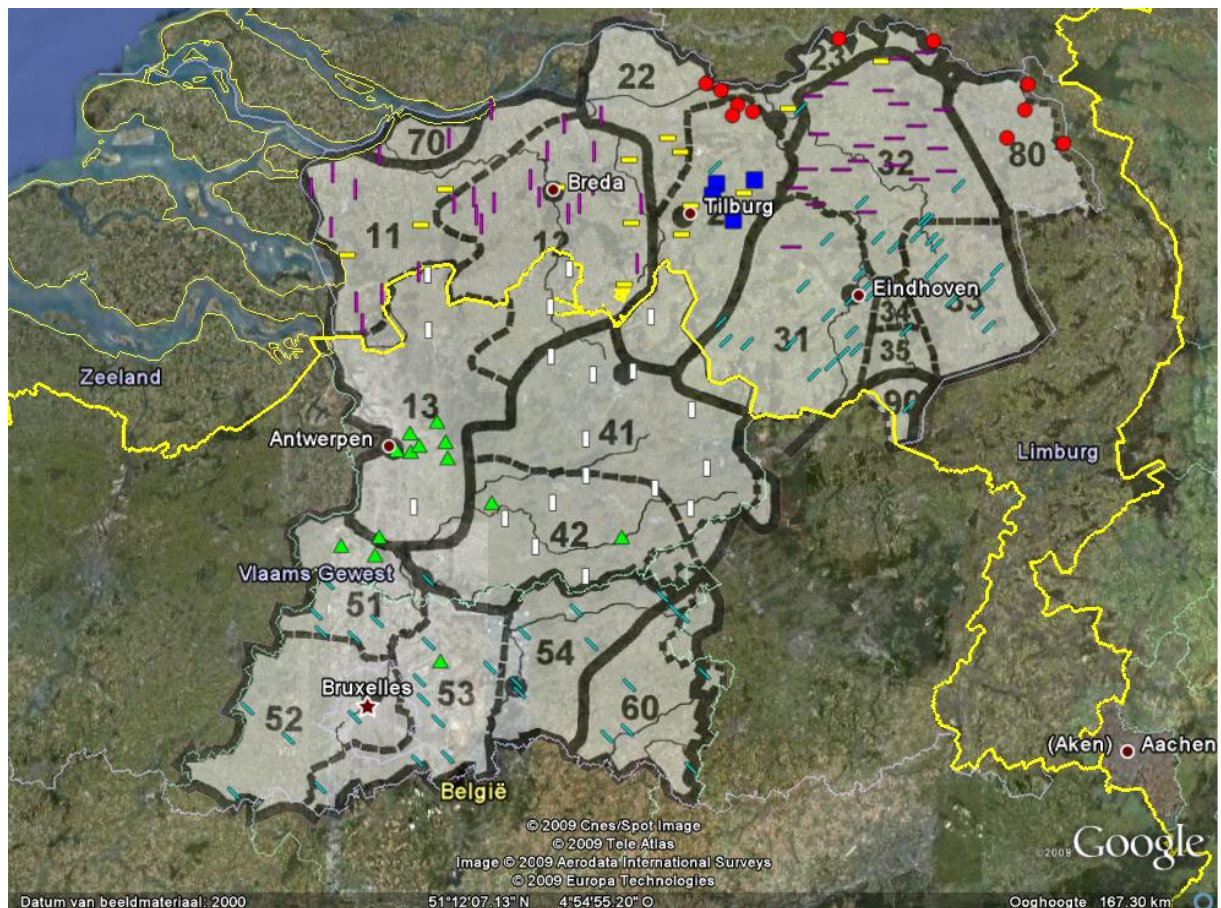 22
23
70
Breda
32
80
11
12
Tilburg
Eindhoven
33
34
31
35
Zeeland
90
13
Antwerpen
41
Limburg
42
Vlaams Gewest
51
54
Bruxelles
53
52
60
(Aken) Aachen
België
© 2009 Cnes/Spot Image
© 2009 Tele Atlas
Image © 2009 Aerodata International Surveys
© 2009 Europa Technologies
©2009 Google
Datum van beeldmateriaal: 2000 51°12'07.13" N 4°54'55.20" O Ooghoogte 167.30 km